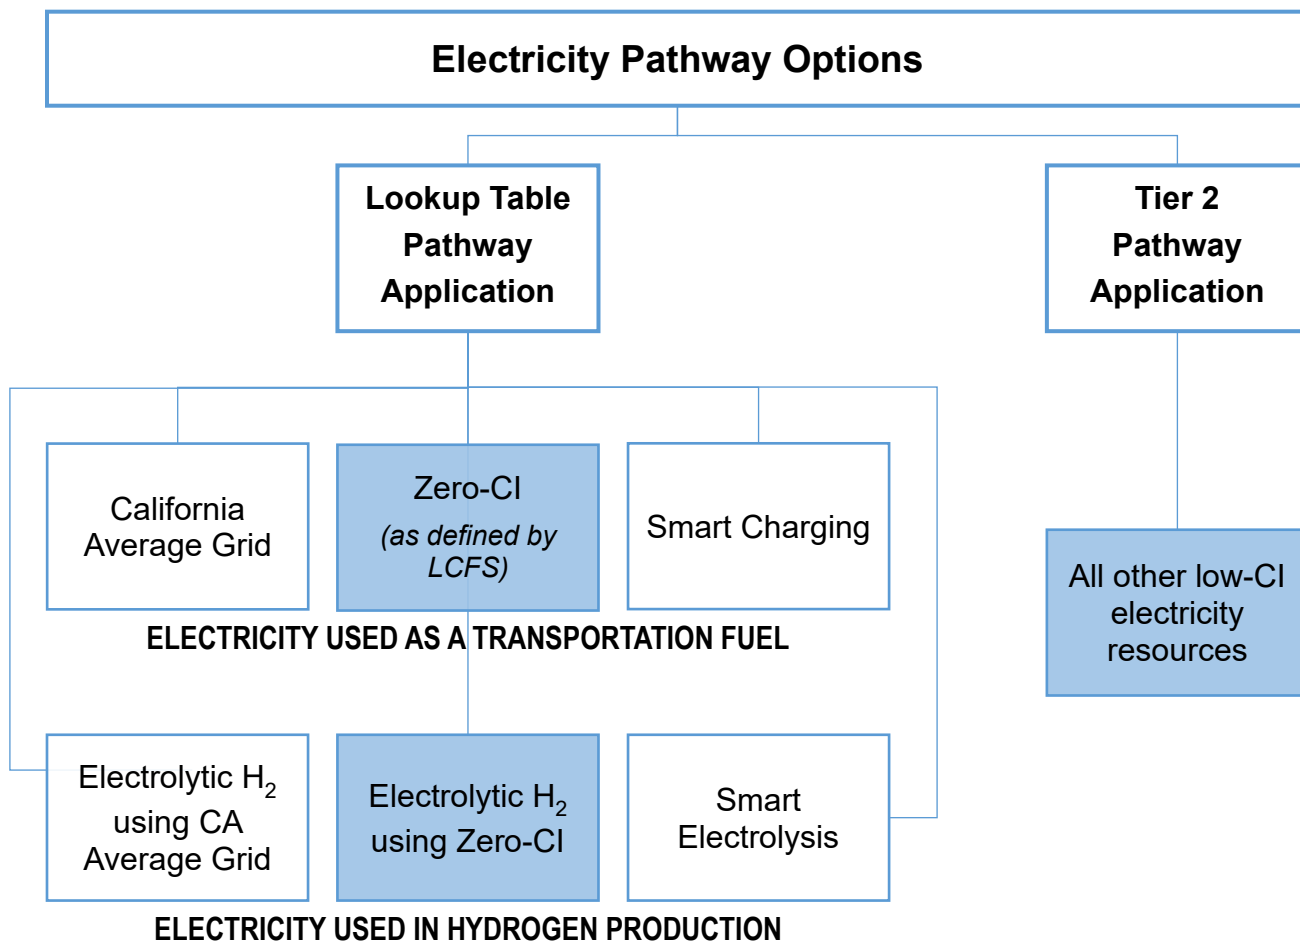 Electricity Pathway Options
Lookup Table
Pathway
Application
Tier 2
Pathway
Application
California
Average Grid
Zero-CI
(as defined by
LCFS)
Smart Charging
All other low-CI
electricity
resources
ELECTRICITY USED AS A TRANSPORTATION FUEL
Electrolytic H₂
using CA
Average Grid
Electrolytic H₂
using Zero-CI
Smart
Electrolysis
ELECTRICITY USED IN HYDROGEN PRODUCTION